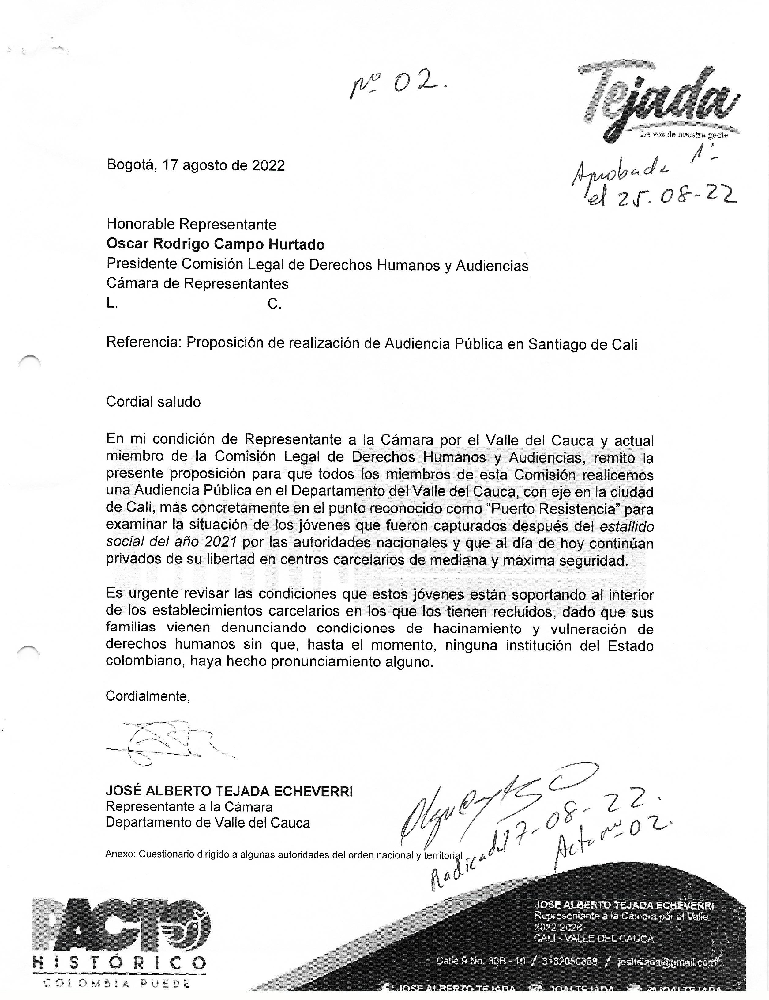 Nº 02.
Tejada
La voz de nuestra gente
Aprobada 1ª
el 25.08-22
Bogotá, 17 agosto de 2022
Honorable Representante
Oscar Rodrigo Campo Hurtado
Presidente Comisión Legal de Derechos Humanos y Audiencias
Cámara de Representantes
L. C.
Referencia: Proposición de realización de Audiencia Pública en Santiago de Cali
Cordial saludo
En mi condición de Representante a la Cámara por el Valle del Cauca y actual
miembro de la Comisión Legal de Derechos Humanos y Audiencias, remito la
presente proposición para que todos los miembros de esta Comisión realicemos
una Audiencia Pública en el Departamento del Valle del Cauca, con eje en la ciudad
de Cali, más concretamente en el punto reconocido como “Puerto Resistencia” para
examinar la situación de los jóvenes que fueron capturados después del estallido
social del año 2021 por las autoridades nacionales y que al día de hoy continúan
privados de su libertad en centros carcelarios de mediana y máxima seguridad.
Es urgente revisar las condiciones que estos jóvenes están soportando al interior
de los establecimientos carcelarios en los que los tienen recluidos, dado que sus
familias vienen denunciando condiciones de hacinamiento y vulneración de
derechos humanos sin que, hasta el momento, ninguna institución del Estado
colombiano, haya hecho pronunciamiento alguno.
Cordialmente,
JOSÉ ALBERTO TEJADA ECHEVERRI
Representante a la Cámara
Departamento de Valle del Cauca
Radicada 17-08-22.
Acta nº 02.
Anexo: Cuestionario dirigido a algunas autoridades del orden nacional y territorial
PACTO
HISTÓRICO
COLOMBIA PUEDE
JOSE ALBERTO TEJADA ECHEVERRI
Representante a la Cámara por el Valle
2022-2026
CALI - VALLE DEL CAUCA
Calle 9 No. 36B - 10 / 3182050668 / joaltejada@gmail.com
JOSE ALBERTO TEJADA JOALTEJADA @JOALTEJADA